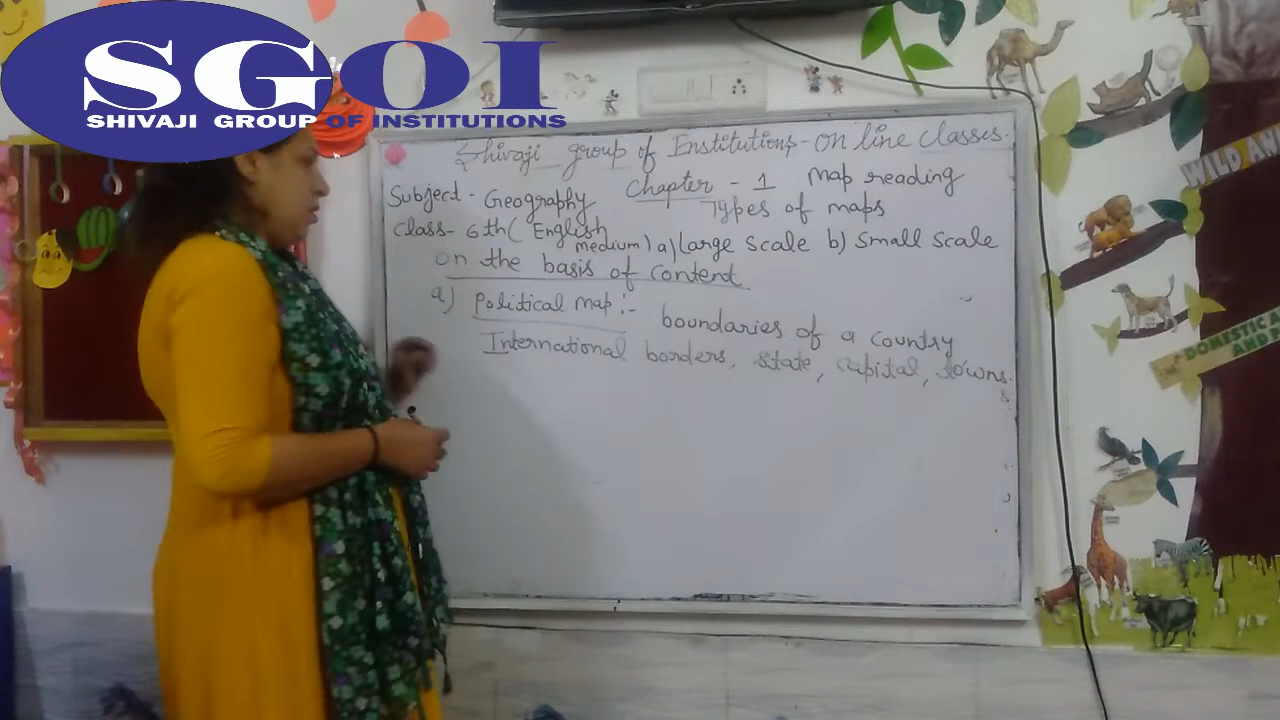 SGOI
SHIVAJI GROUP OF INSTITUTIONS
Shivaji group of Institutions - on line classes.
Subject - Geography Chapter - 1 Map reading
Types of maps
Class - 6th ( English medium) a) Large scale b) Small scale
on the basis of content
a) Political map :- boundaries of a country
International borders, state, capital, towns.
WILD AN
DOMESTIC A
AND